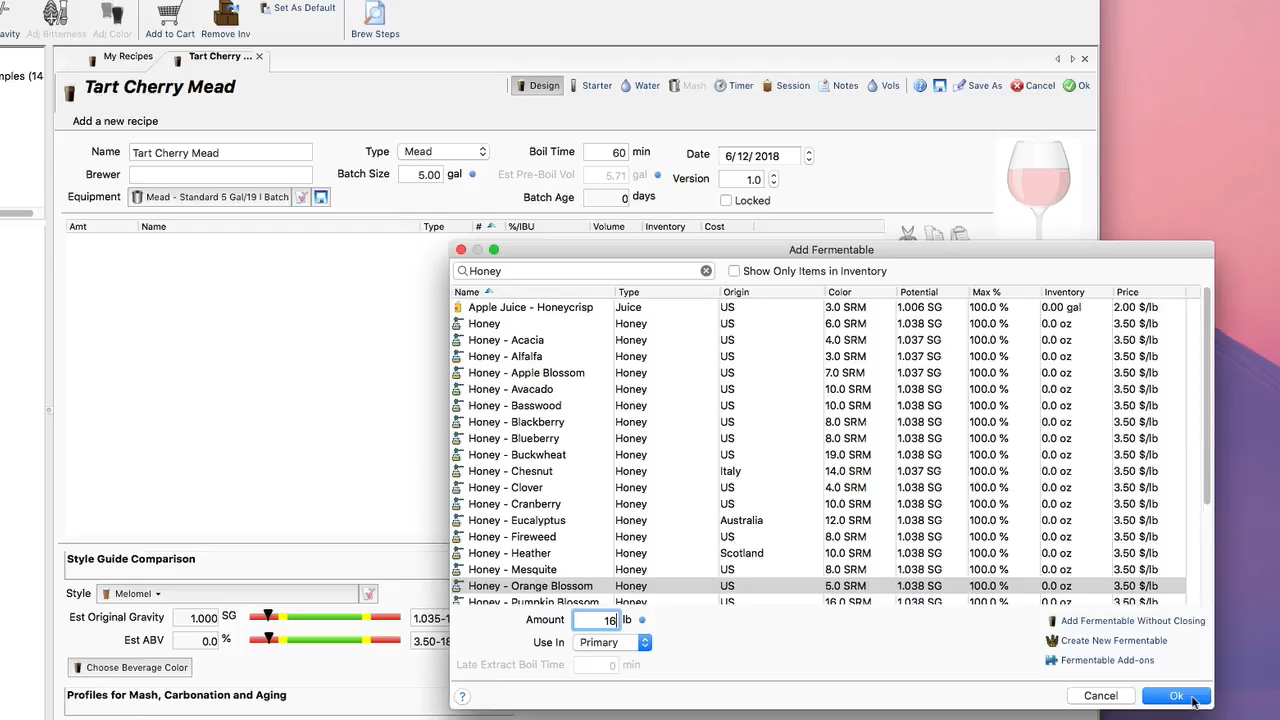 Set As Default
avity Adj Bitterness Adj Color Add to Cart Remove Inv Brew Steps
mples (14
My Recipes Tart Cherry ...
Tart Cherry Mead
Design Starter Water Mash Timer Session Notes Vols Save As Cancel Ok
Add a new recipe
Name Tart Cherry Mead Type Mead Boil Time 60 min Date 6/12/2018
Brewer Batch Size 5.00 gal Est Pre-Boil Vol 5.71 gal Version 1.0
Equipment Mead - Standard 5 Gal/19 l Batch Batch Age 0 days Locked
Amt Name Type # %/IBU Volume Inventory Cost
Add Fermentable
Honey Show Only Items in Inventory
Name Type Origin Color Potential Max % Inventory Price
Apple Juice - Honeycrisp Juice US 3.0 SRM 1.006 SG 100.0 % 0.00 gal 2.00 $/lb
Honey Honey US 6.0 SRM 1.038 SG 100.0 % 0.0 oz 3.50 $/lb
Honey - Acacia Honey US 4.0 SRM 1.037 SG 100.0 % 0.0 oz 3.50 $/lb
Honey - Alfalfa Honey US 3.0 SRM 1.037 SG 100.0 % 0.0 oz 3.50 $/lb
Honey - Apple Blossom Honey US 7.0 SRM 1.037 SG 100.0 % 0.0 oz 3.50 $/lb
Honey - Avacado Honey US 10.0 SRM 1.038 SG 100.0 % 0.0 oz 3.50 $/lb
Honey - Basswood Honey US 10.0 SRM 1.038 SG 100.0 % 0.0 oz 3.50 $/lb
Honey - Blackberry Honey US 8.0 SRM 1.038 SG 100.0 % 0.0 oz 3.50 $/lb
Honey - Blueberry Honey US 8.0 SRM 1.038 SG 100.0 % 0.0 oz 3.50 $/lb
Honey - Buckwheat Honey US 19.0 SRM 1.038 SG 100.0 % 0.0 oz 3.50 $/lb
Honey - Chesnut Honey Italy 14.0 SRM 1.037 SG 100.0 % 0.0 oz 3.50 $/lb
Honey - Clover Honey US 4.0 SRM 1.038 SG 100.0 % 0.0 oz 3.50 $/lb
Honey - Cranberry Honey US 10.0 SRM 1.038 SG 100.0 % 0.0 oz 3.50 $/lb
Honey - Eucalyptus Honey Australia 12.0 SRM 1.038 SG 100.0 % 0.0 oz 3.50 $/lb
Honey - Fireweed Honey US 8.0 SRM 1.038 SG 100.0 % 0.0 oz 3.50 $/lb
Honey - Heather Honey Scotland 10.0 SRM 1.038 SG 100.0 % 0.0 oz 3.50 $/lb
Honey - Mesquite Honey US 8.0 SRM 1.038 SG 100.0 % 0.0 oz 3.50 $/lb
Honey - Orange Blossom Honey US 5.0 SRM 1.038 SG 100.0 % 0.0 oz 3.50 $/lb
Honey - Pumpkin Blossom Honey US 16.0 SRM 1.038 SG 100.0 % 0.0 oz 3.50 $/lb
Amount 16 lb Add Fermentable Without Closing
Use In Primary Create New Fermentable
Late Extract Boil Time 0 min Fermentable Add-ons
? Cancel Ok
Style Guide Comparison
Style Melomel
Est Original Gravity 1.000 SG 1.035-1
Est ABV 0.0 % 3.50-18
Choose Beverage Color
Profiles for Mash, Carbonation and Aging